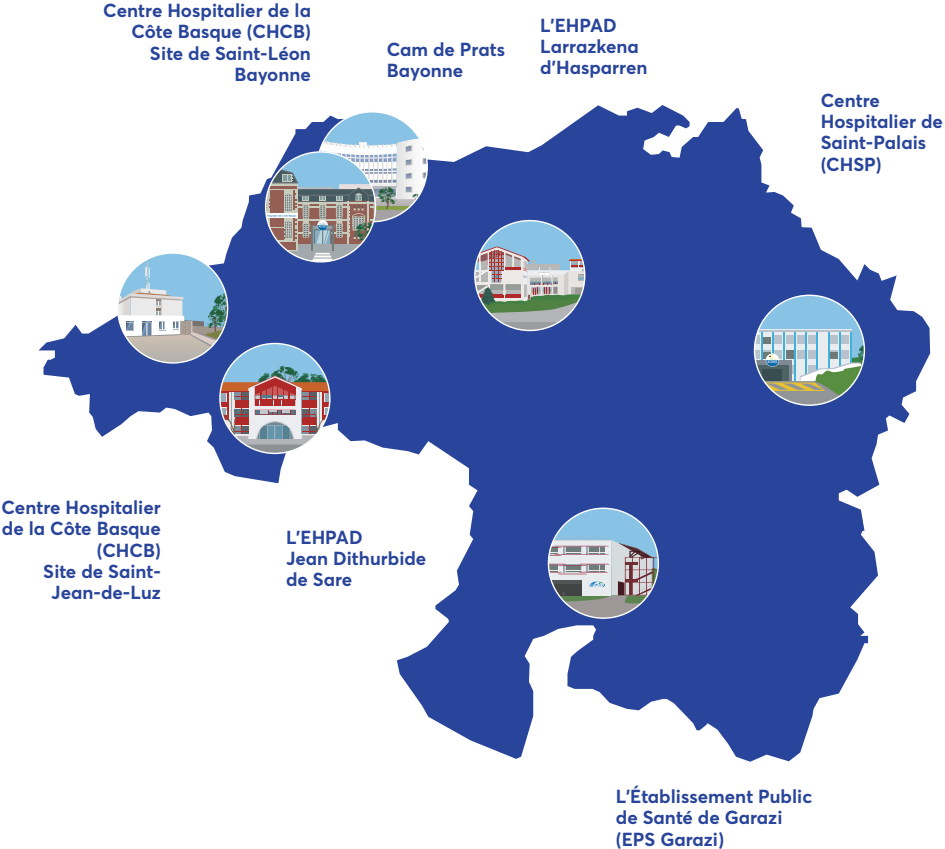 Centre Hospitalier de la
Côte Basque (CHCB)
Site de Saint-Léon
Bayonne
Cam de Prats
Bayonne
L’EHPAD
Larrazkena
d’Hasparren
Centre
Hospitalier de
Saint-Palais
(CHSP)
Centre Hospitalier
de la Côte Basque
(CHCB)
Site de Saint-
Jean-de-Luz
L’EHPAD
Jean Dithurbide
de Sare
L’Établissement Public
de Santé de Garazi
(EPS Garazi)